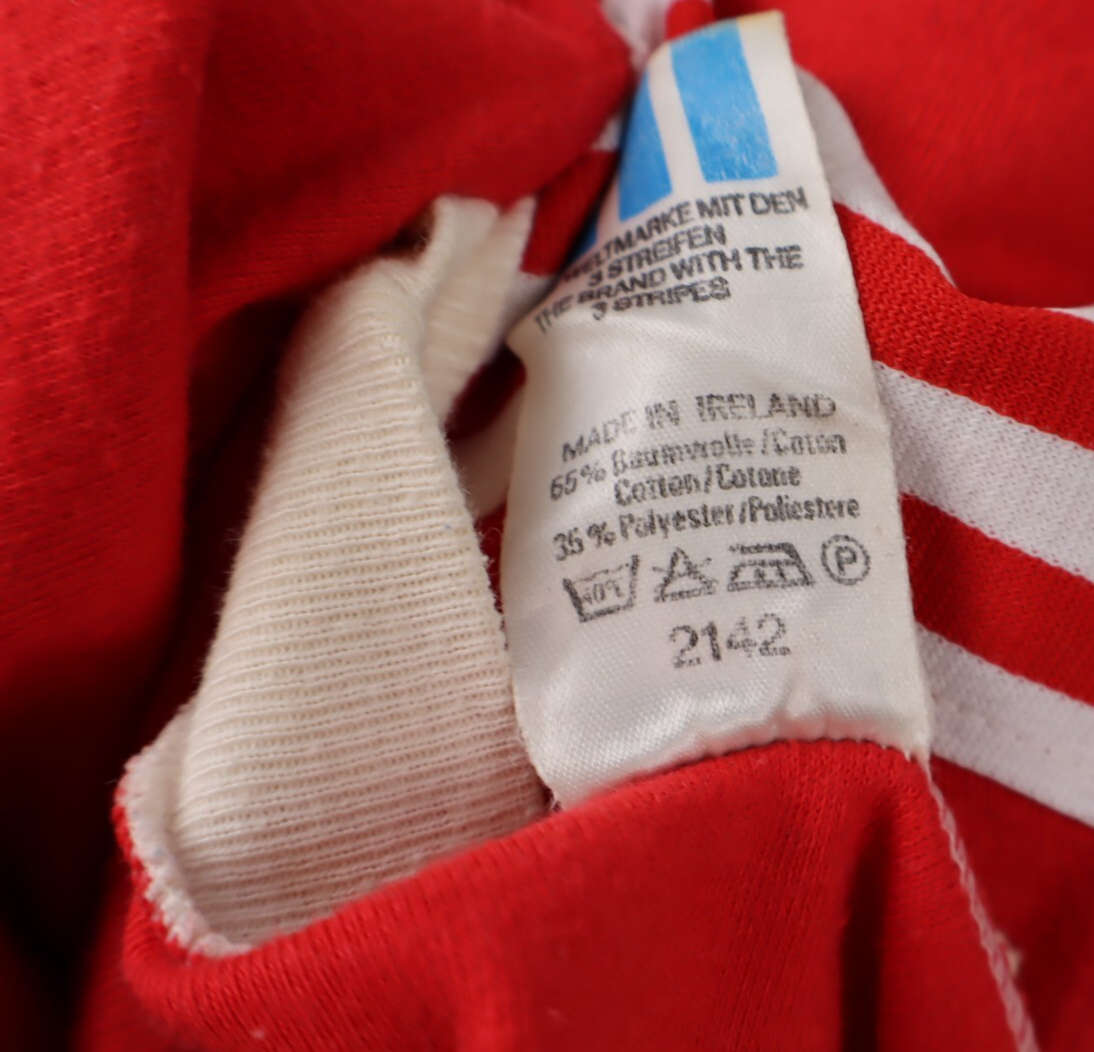 WELTMARKE MIT DEN
3 STREIFEN
THE BRAND WITH THE
3 STRIPES
MADE IN IRELAND
65% Baumwolle/Coton
Cotton/Cotone
35% Polyester/Poliestere
40°C
P
2142